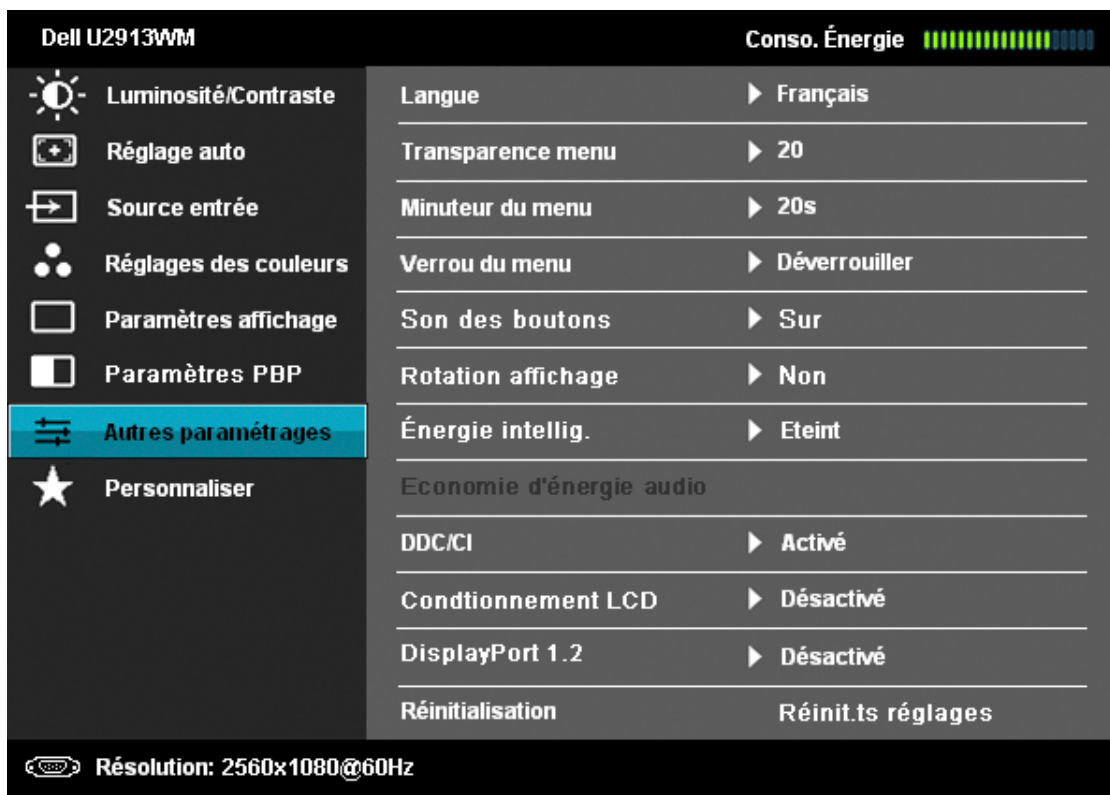 Dell U2913WM Conso. Énergie
Luminosité/Contraste
Réglage auto
Source entrée
Réglages des couleurs
Paramètres affichage
Paramètres PBP
Autres paramétrages
Personnaliser
Langue Français
Transparence menu 20
Minuteur du menu 20s
Verrou du menu Déverrouiller
Son des boutons Sur
Rotation affichage Non
Énergie intellig. Eteint
Economie d'énergie audio
DDC/CI Activé
Condtionnement LCD Désactivé
DisplayPort 1.2 Désactivé
Réinitialisation Réinit.ts réglages
Résolution: 2560x1080@60Hz